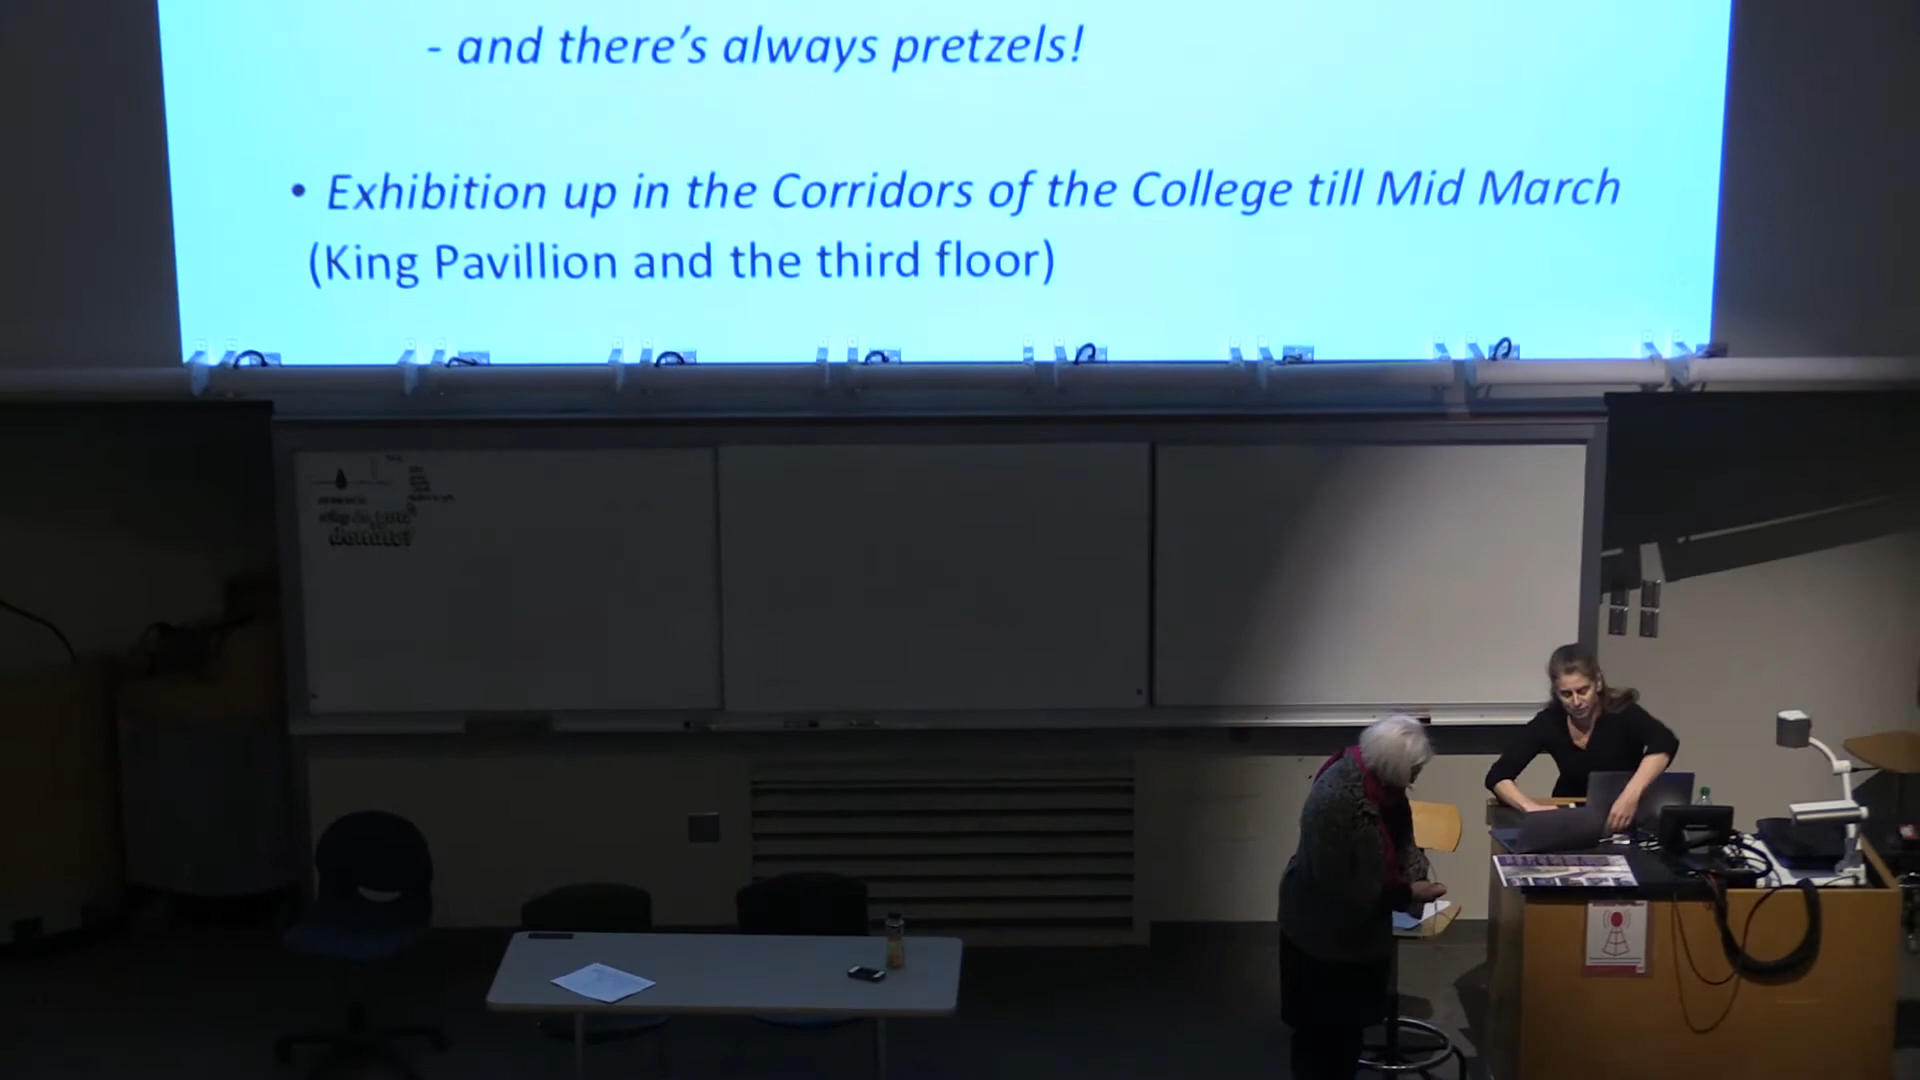 - and there's always pretzels!
• Exhibition up in the Corridors of the College till Mid March
(King Pavillion and the third floor)
donate?